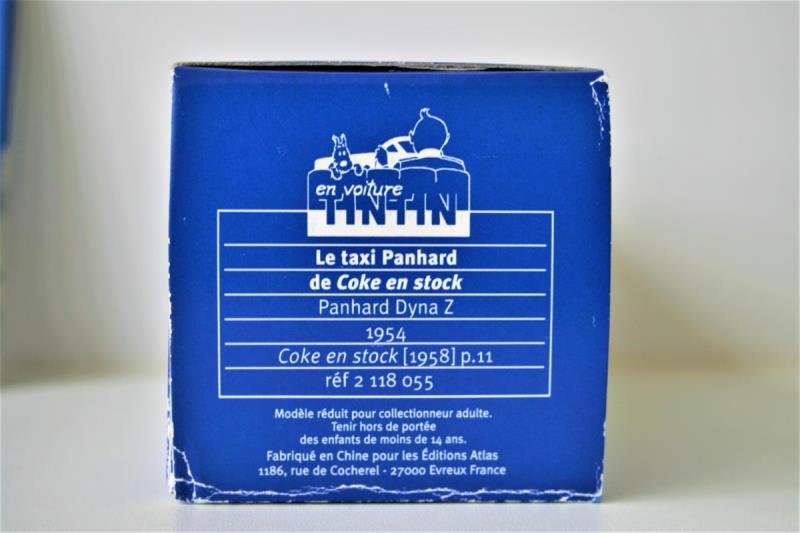 en voiture
TINTIN
Le taxi Panhard
de Coke en stock
Panhard Dyna Z
1954
Coke en stock [1958] p.11
réf 2 118 055
Modèle réduit pour collectionneur adulte.
Tenir hors de portée
des enfants de moins de 14 ans.
Fabriqué en Chine pour les Éditions Atlas
1186, rue de Cocherel - 27000 Evreux France